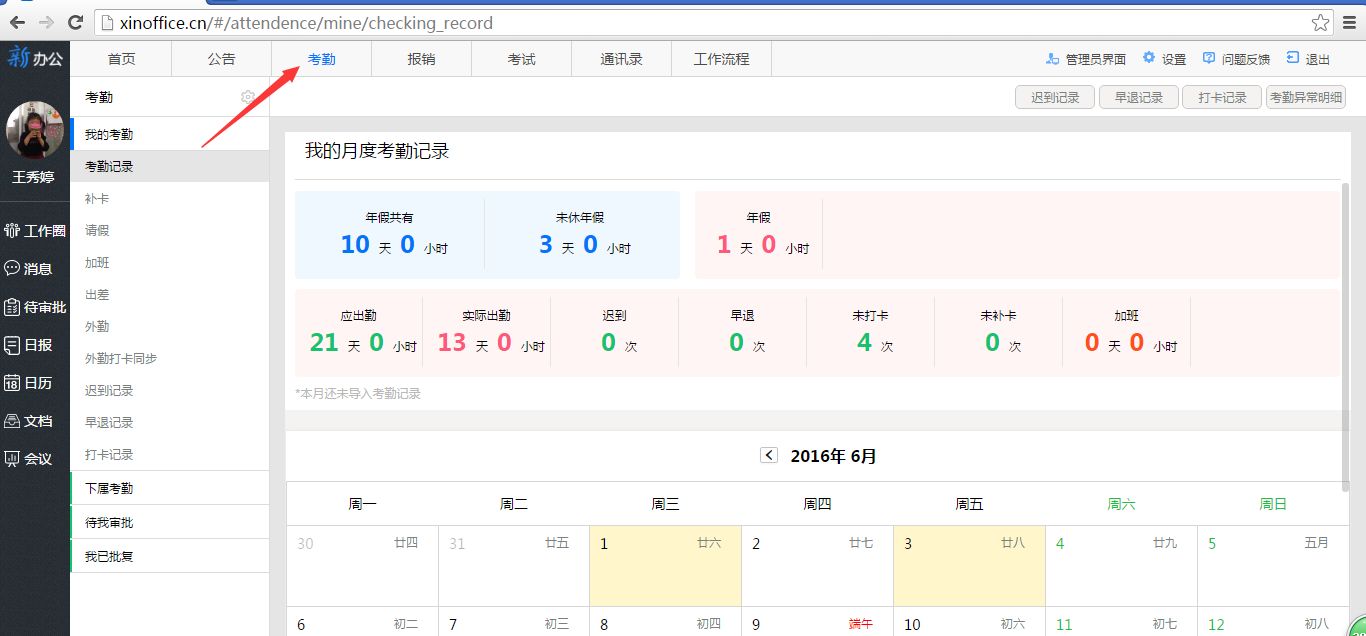 xinoffice.cn/#/attendence/mine/checking_record
新办公
首页 公告 考勤 报销 考试 通讯录 工作流程 管理员界面 设置 问题反馈 退出
王秀婷
工作圈
消息
待审批
日报
18 日历
文档
会议
考勤
我的考勤
考勤记录
补卡
请假
加班
出差
外勤
外勤打卡同步
迟到记录
早退记录
打卡记录
下属考勤
待我审批
我已批复
迟到记录 早退记录 打卡记录 考勤异常明细
我的月度考勤记录
年假共有 未休年假 年假
10 天 0 小时 3 天 0 小时 1 天 0 小时
应出勤 实际出勤 迟到 早退 未打卡 未补卡 加班
21 天 0 小时 13 天 0 小时 0 次 0 次 4 次 0 次 0 天 0 小时
*本月还未导入考勤记录
2016年 6月
周一 周二 周三 周四 周五 周六 周日
30 廿四 31 廿五 1 廿六 2 廿七 3 廿八 4 廿九 5 五月
6 初二 7 初三 8 初四 9 端午 10 初六 11 初七 12 初八